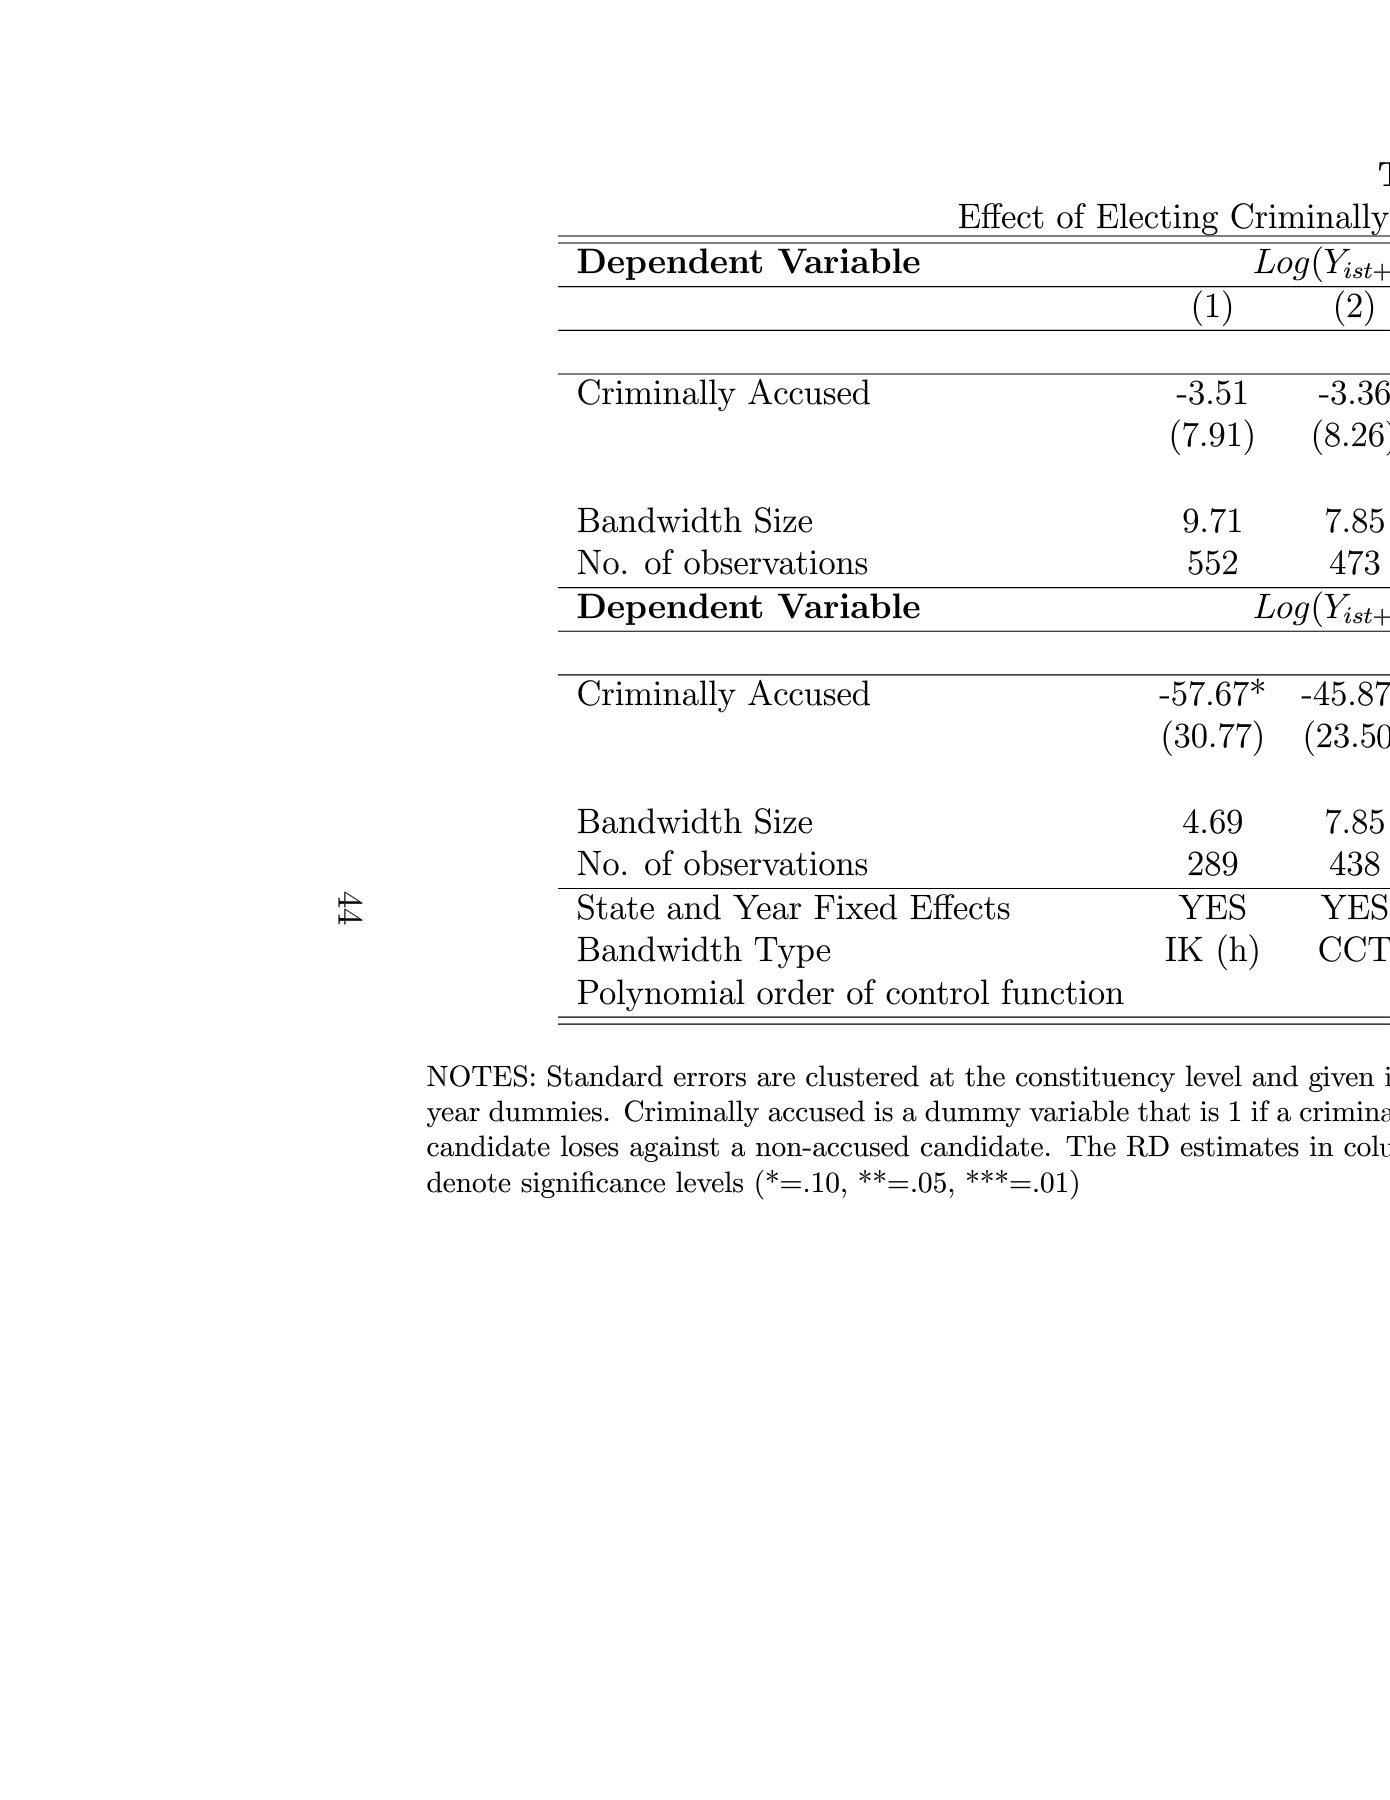 T
Effect of Electing Criminally
Dependent Variable Log(Y_{ist+
(1) (2)
Criminally Accused -3.51 -3.36
(7.91) (8.26)
Bandwidth Size 9.71 7.85
No. of observations 552 473
Dependent Variable Log(Y_{ist+
Criminally Accused -57.67* -45.87
(30.77) (23.50
Bandwidth Size 4.69 7.85
No. of observations 289 438
State and Year Fixed Effects YES YES
Bandwidth Type IK (h) CCT
Polynomial order of control function
NOTES: Standard errors are clustered at the constituency level and given i
year dummies. Criminally accused is a dummy variable that is 1 if a crimina
candidate loses against a non-accused candidate. The RD estimates in colu
denote significance levels (*=.10, **=.05, ***=.01)
44